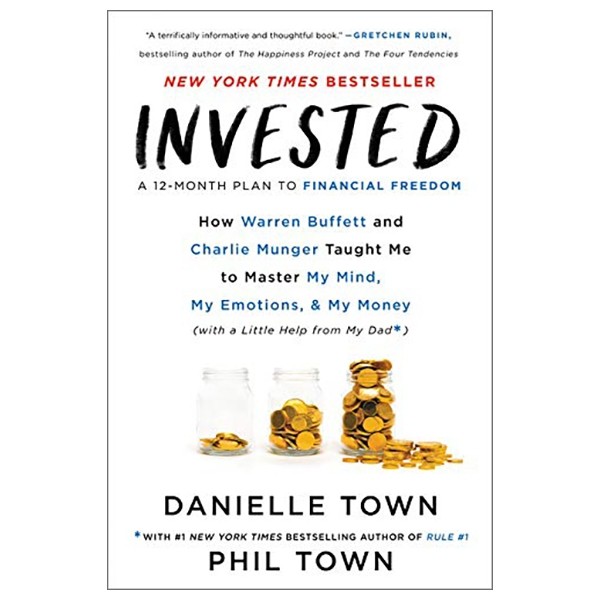 "A terrifically informative and thoughtful book." —GRETCHEN RUBIN,
bestselling author of The Happiness Project and The Four Tendencies
NEW YORK TIMES BESTSELLER
INVESTED
A 12-MONTH PLAN TO FINANCIAL FREEDOM
How Warren Buffett and
Charlie Munger Taught Me
to Master My Mind,
My Emotions, & My Money
(with a Little Help from My Dad*)
DANIELLE TOWN
*WITH #1 NEW YORK TIMES BESTSELLING AUTHOR OF RULE #1
PHIL TOWN